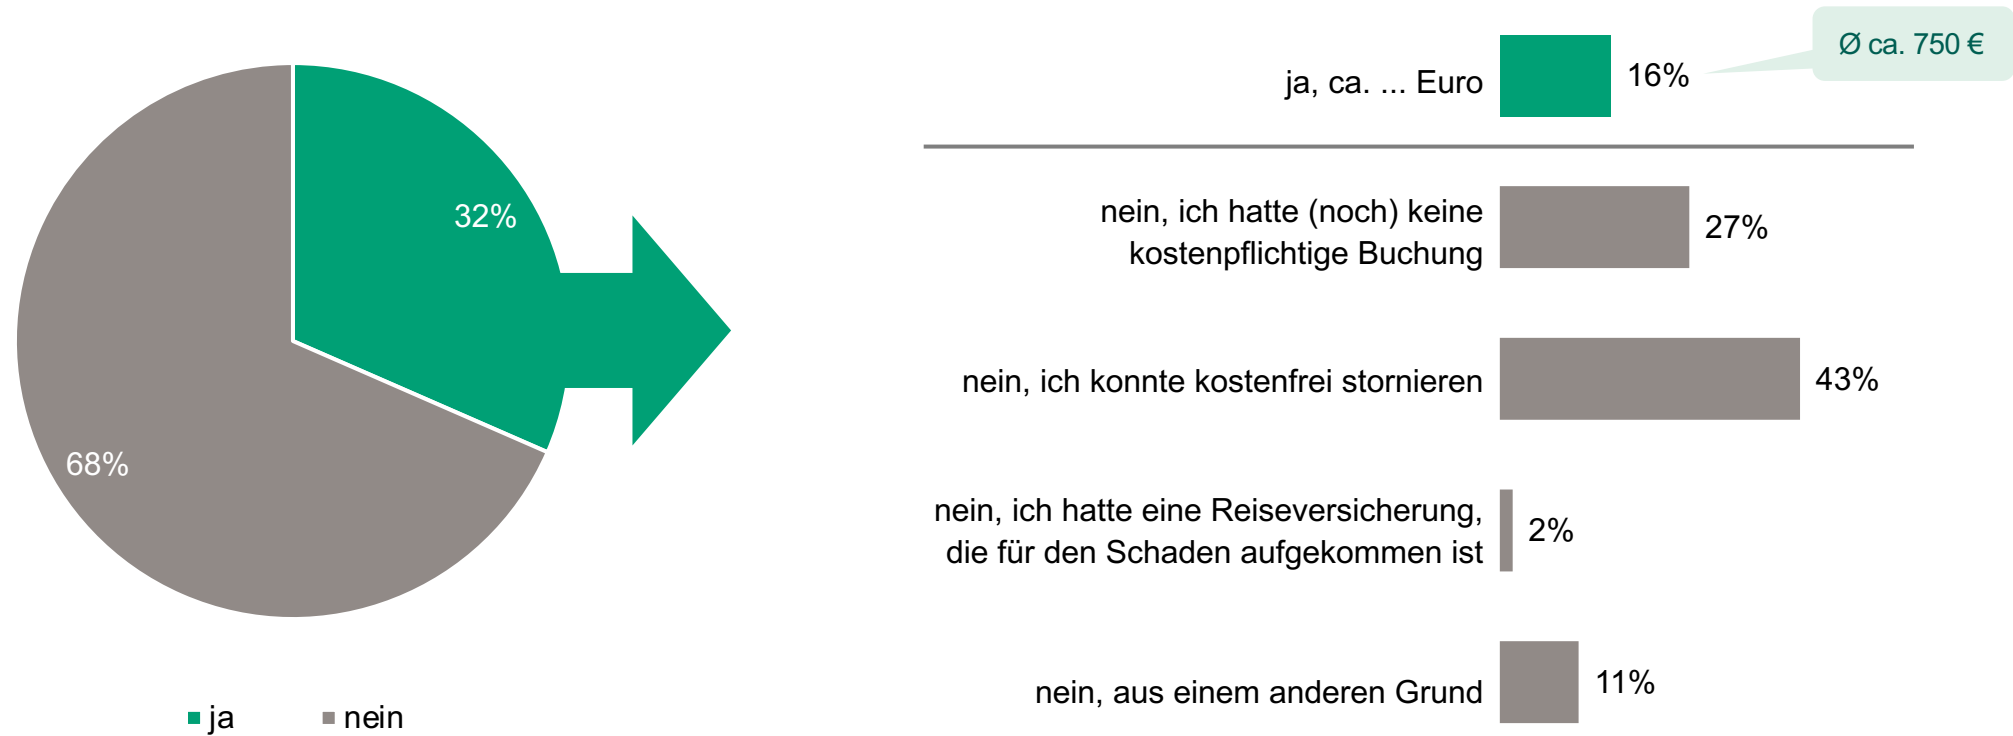 32%
68%
ja
nein
Ø ca. 750 €
ja, ca. ... Euro
16%
nein, ich hatte (noch) keine
kostenpflichtige Buchung
27%
nein, ich konnte kostenfrei stornieren
43%
nein, ich hatte eine Reiseversicherung,
die für den Schaden aufgekommen ist
2%
nein, aus einem anderen Grund
11%